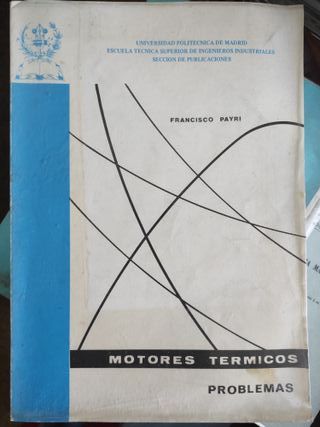 UNIVERSIDAD POLITECNICA DE MADRID
ESCUELA TECNICA SUPERIOR DE INGENIEROS INDUSTRIALES
SECCION DE PUBLICACIONES
FRANCISCO PAYRI
MOTORES TERMICOS
PROBLEMAS